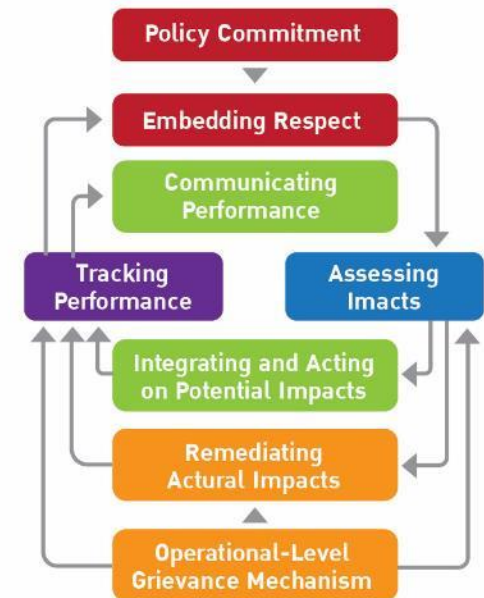 Policy Commitment
Embedding Respect
Communicating
Performance
Tracking
Performance
Assessing
Imacts
Integrating and Acting
on Potential Impacts
Remediating
Actural Impacts
Operational-Level
Grievance Mechanism